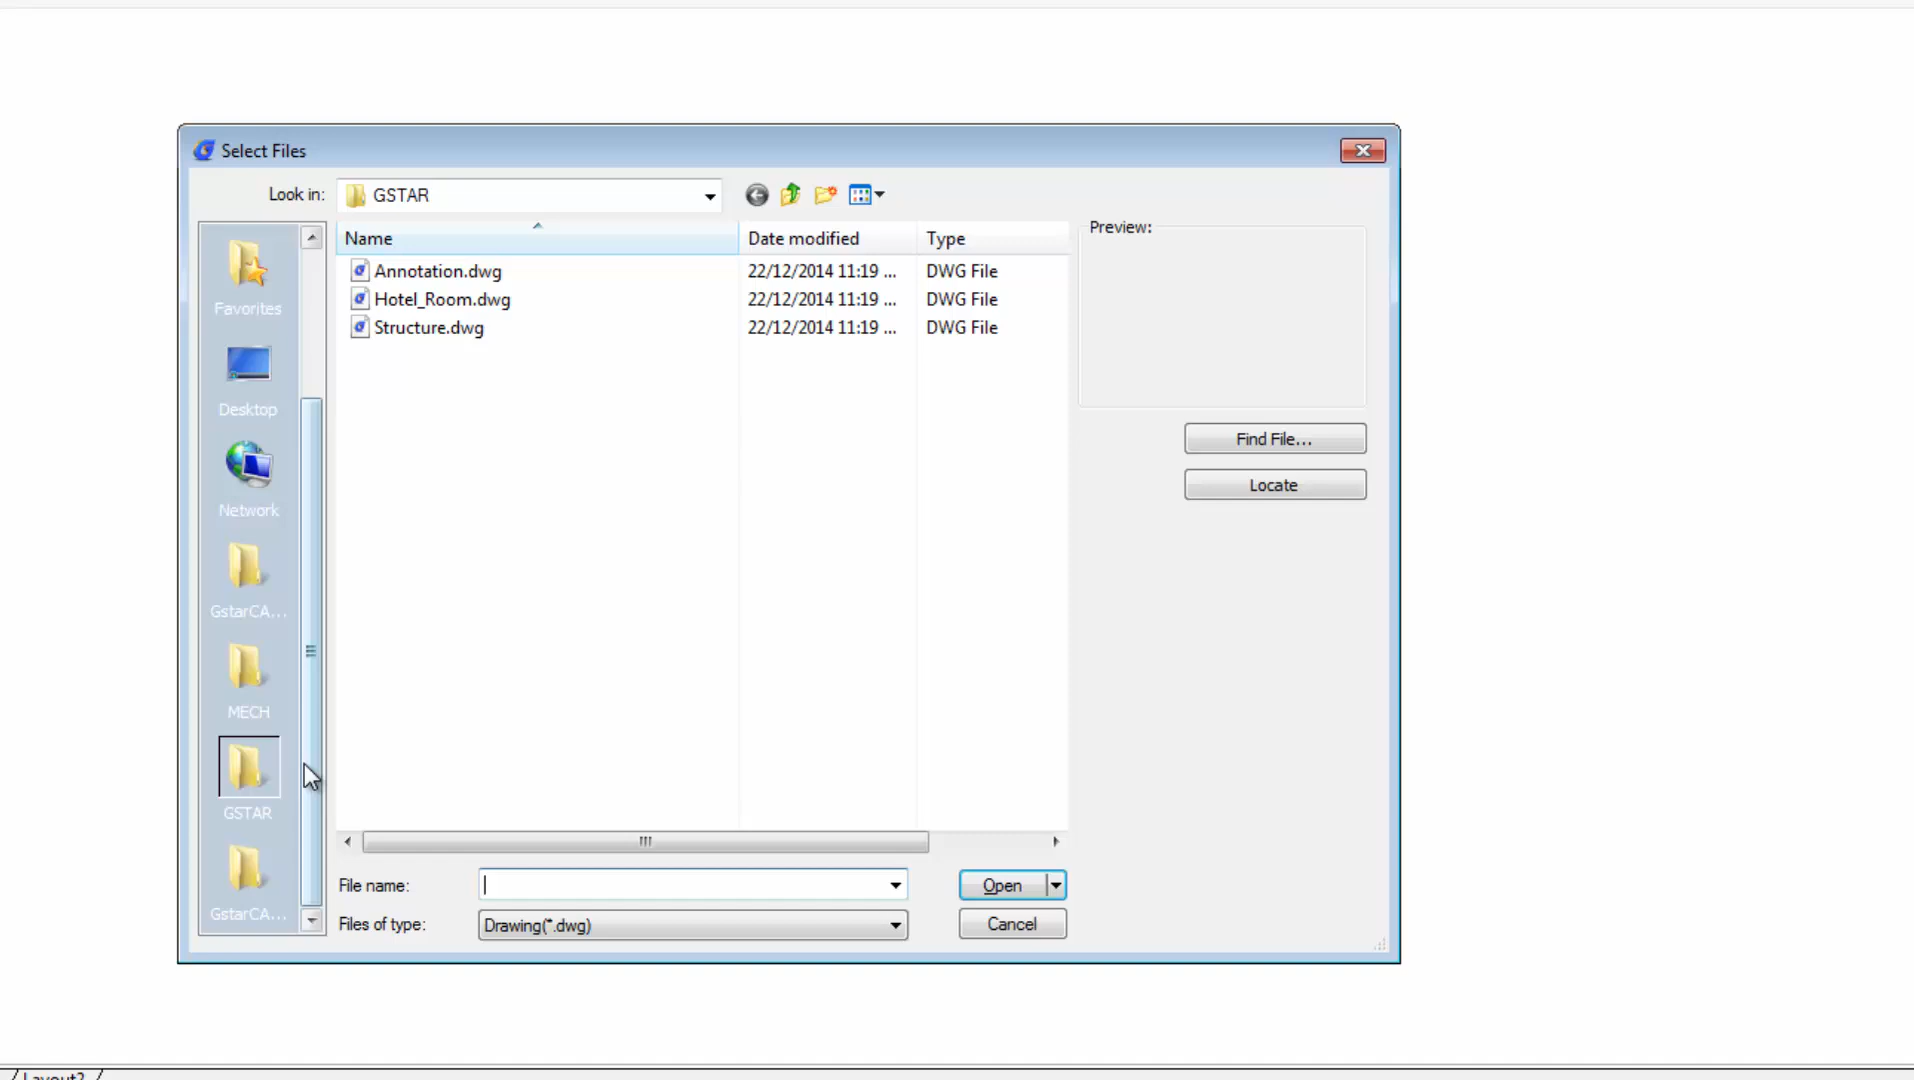 Select Files
Look in:
GSTAR
Name
Date modified
Type
Preview:
Annotation.dwg
22/12/2014 11:19 ...
DWG File
Hotel_Room.dwg
22/12/2014 11:19 ...
DWG File
Structure.dwg
22/12/2014 11:19 ...
DWG File
Favorites
Desktop
Network
GstarCA...
MECH
GSTAR
GstarCA...
Find File...
Locate
File name:
Open
Files of type:
Drawing(*.dwg)
Cancel
Layout2